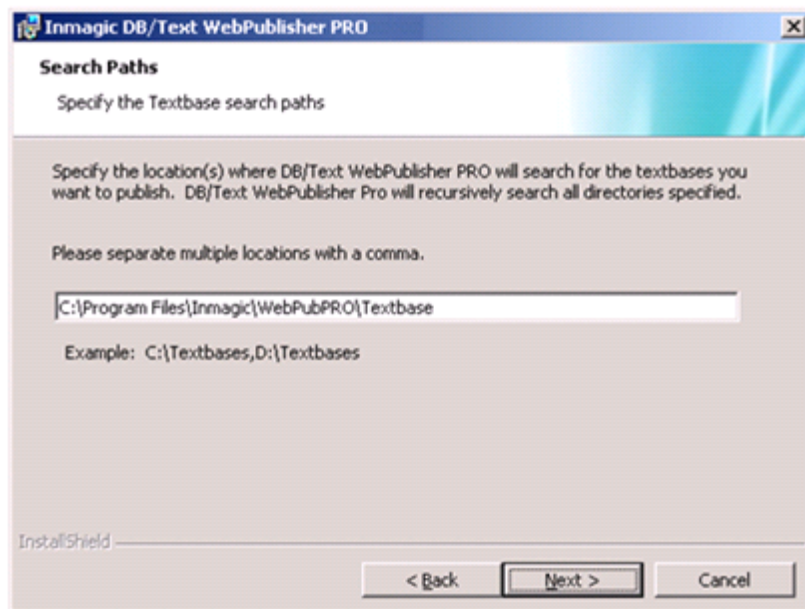 Inmagic DB/Text WebPublisher PRO
Search Paths
Specify the Textbase search paths
Specify the location(s) where DB/Text WebPublisher PRO will search for the textbases you
want to publish.  DB/Text WebPublisher Pro will recursively search all directories specified.
Please separate multiple locations with a comma.
C:\Program Files\Inmagic\WebPubPRO\Textbase
Example:  C:\Textbases,D:\Textbases
InstallShield
< Back
Next >
Cancel